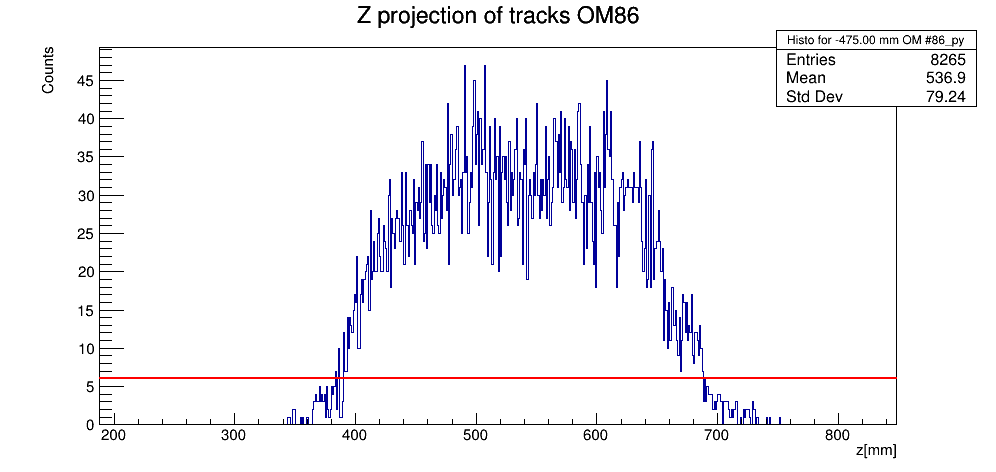 Z projection of tracks OM86
Histo for -475.00 mm OM #86_py
Entries 8265
Mean 536.9
Std Dev 79.24
Counts
45
40
35
30
25
20
15
10
5
0
200 300 400 500 600 700 800
z[mm]